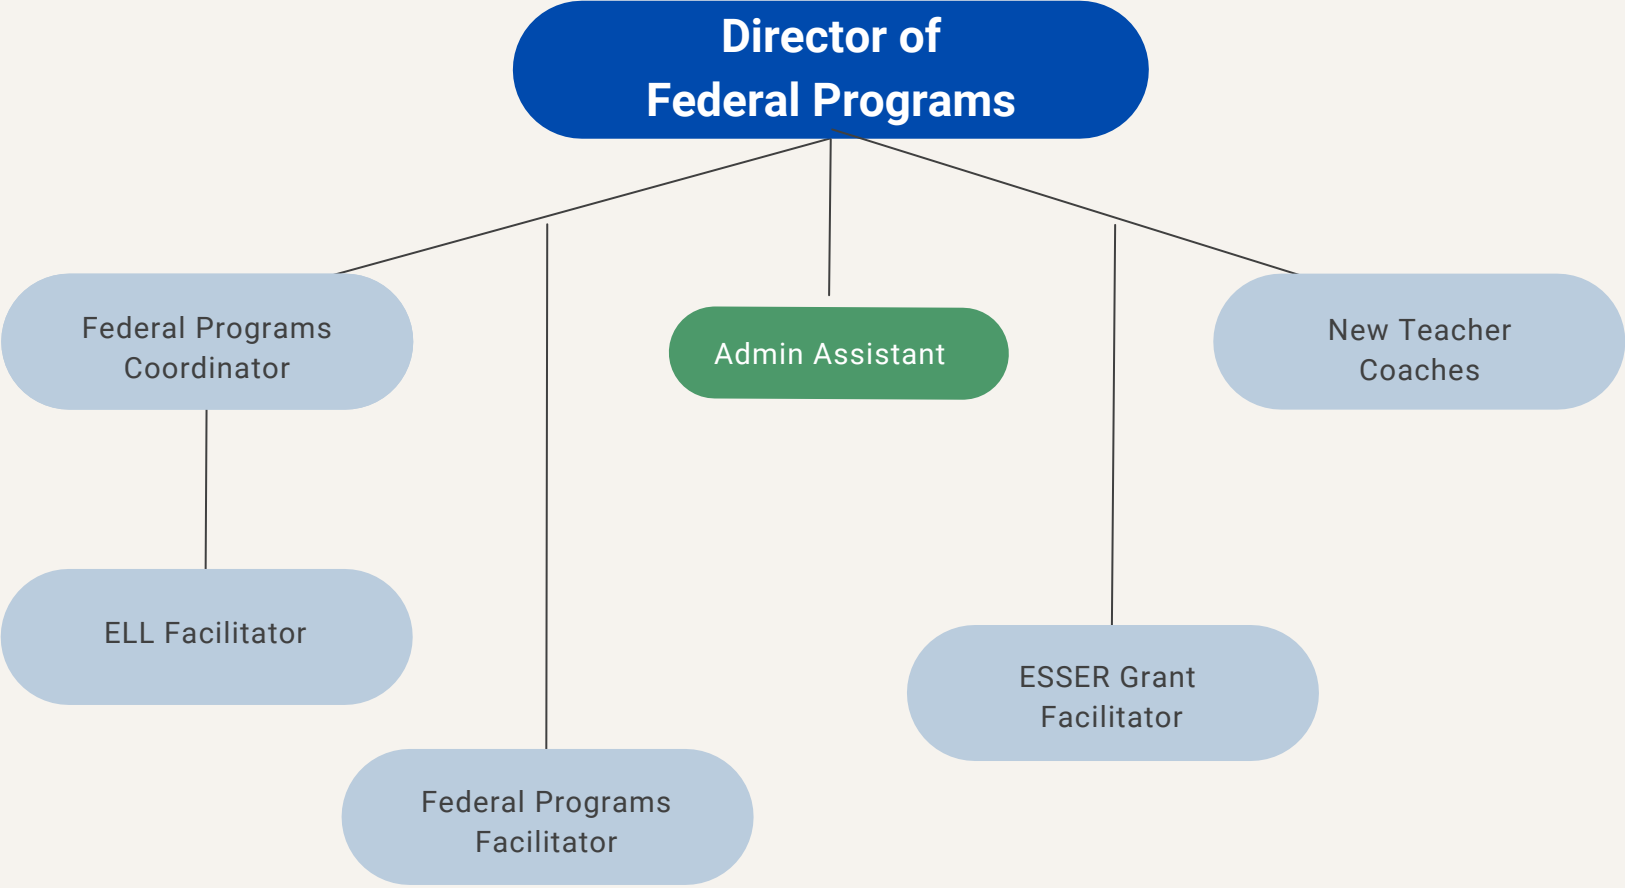 Director of
Federal Programs
Federal Programs
Coordinator
Admin Assistant
New Teacher
Coaches
ELL Facilitator
ESSER Grant
Facilitator
Federal Programs
Facilitator